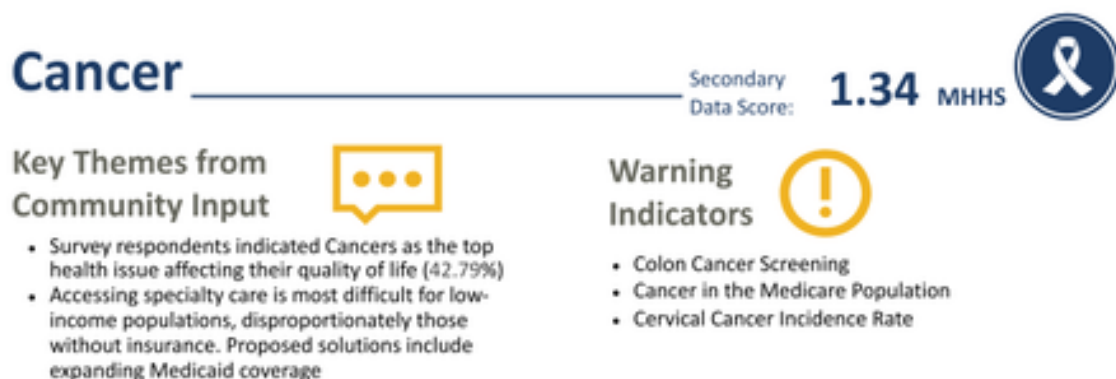 Cancer
Secondary
Data Score:
1.34 MHHS
Key Themes from
Community Input
• Survey respondents indicated Cancers as the top
health issue affecting their quality of life (42.79%)
• Accessing specialty care is most difficult for low-
income populations, disproportionately those
without insurance. Proposed solutions include
expanding Medicaid coverage
Warning
Indicators
• Colon Cancer Screening
• Cancer in the Medicare Population
• Cervical Cancer Incidence Rate